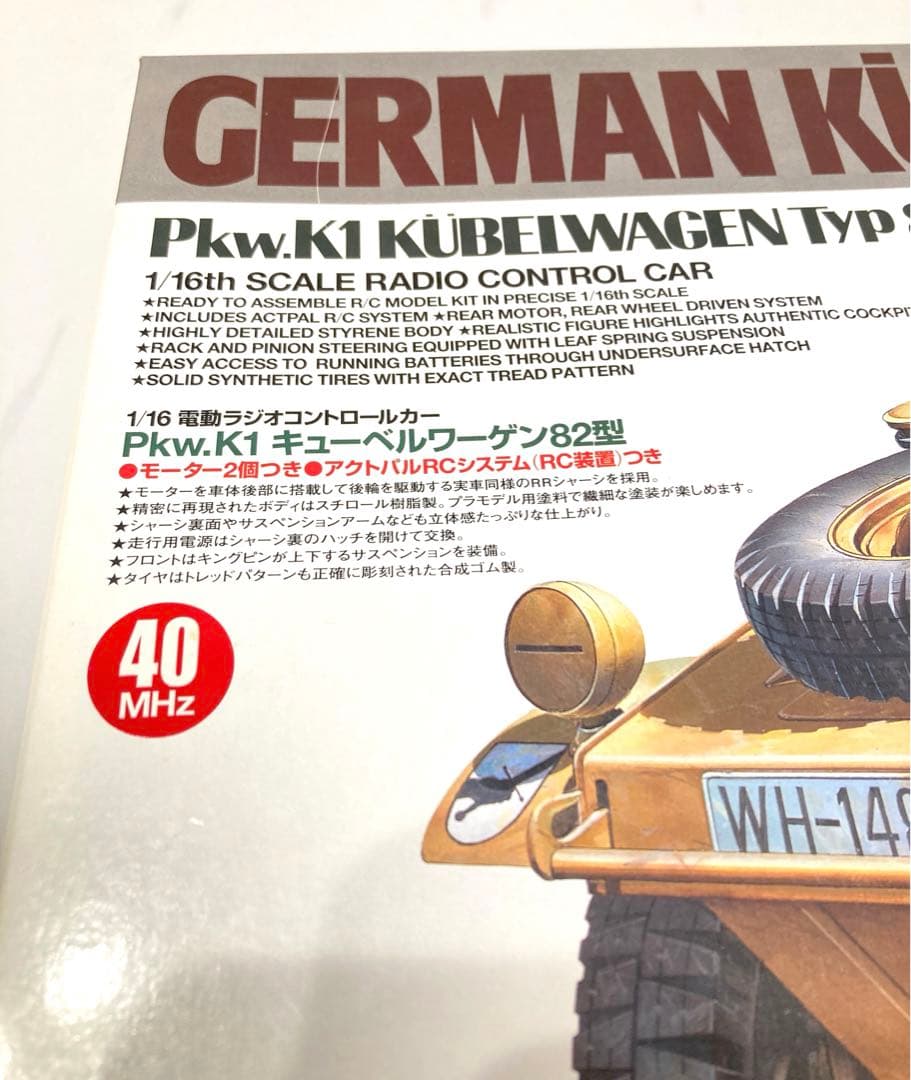 GERMAN KÜ
Pkw.K1 KÜBELWAGEN Typ
1/16th SCALE RADIO CONTROL CAR
★READY TO ASSEMBLE R/C MODEL KIT IN PRECISE 1/16th SCALE
★INCLUDES ACTPAL R/C SYSTEM ★REAR MOTOR, REAR WHEEL DRIVEN SYSTEM
★HIGHLY DETAILED STYRENE BODY ★REALISTIC FIGURE HIGHLIGHTS AUTHENTIC COCKPI
★RACK AND PINION STEERING EQUIPPED WITH LEAF SPRING SUSPENSION
★EASY ACCESS TO RUNNING BATTERIES THROUGH UNDERSURFACE HATCH
★SOLID SYNTHETIC TIRES WITH EXACT TREAD PATTERN
1/16 電動ラジオコントロールカー
Pkw.K1 キューベルワーゲン82型
●モーター2個つき●アクトパルRCシステム(RC装置)つき
★モーターを車体後部に搭載して後輪を駆動する実車同様のRRシャーシを採用。
★精密に再現されたボディはスチロール樹脂製。プラモデル用塗料で繊細な塗装が楽しめます。
★シャーシ裏面やサスペンションアームなども立体感たっぷりな仕上がり。
★走行用電源はシャーシ裏のハッチを開けて交換。
★フロントはキングピンが上下するサスペンションを装備。
★タイヤはトレッドパターンも正確に彫刻された合成ゴム製。
40
MHz
WH-149